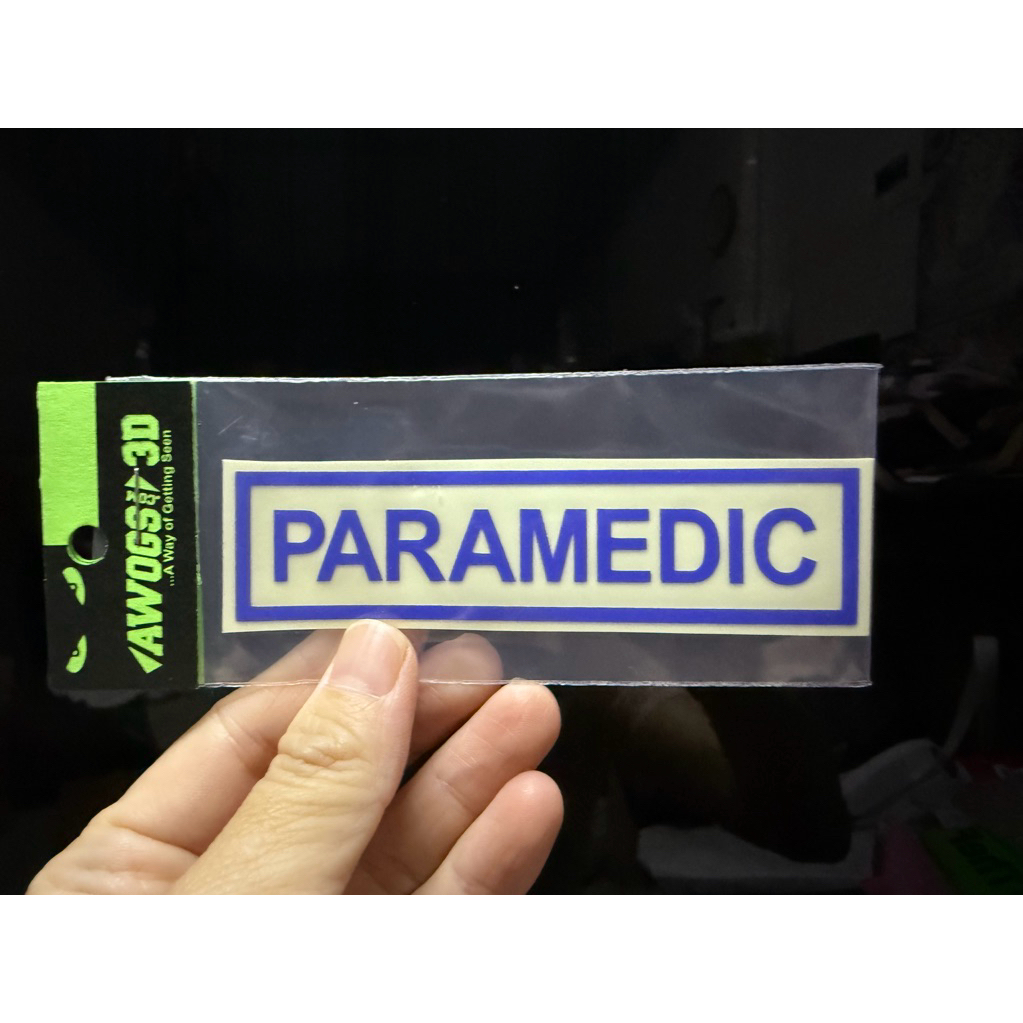 AWOGS 3D
...A Way of Getting Seen
PARAMEDIC